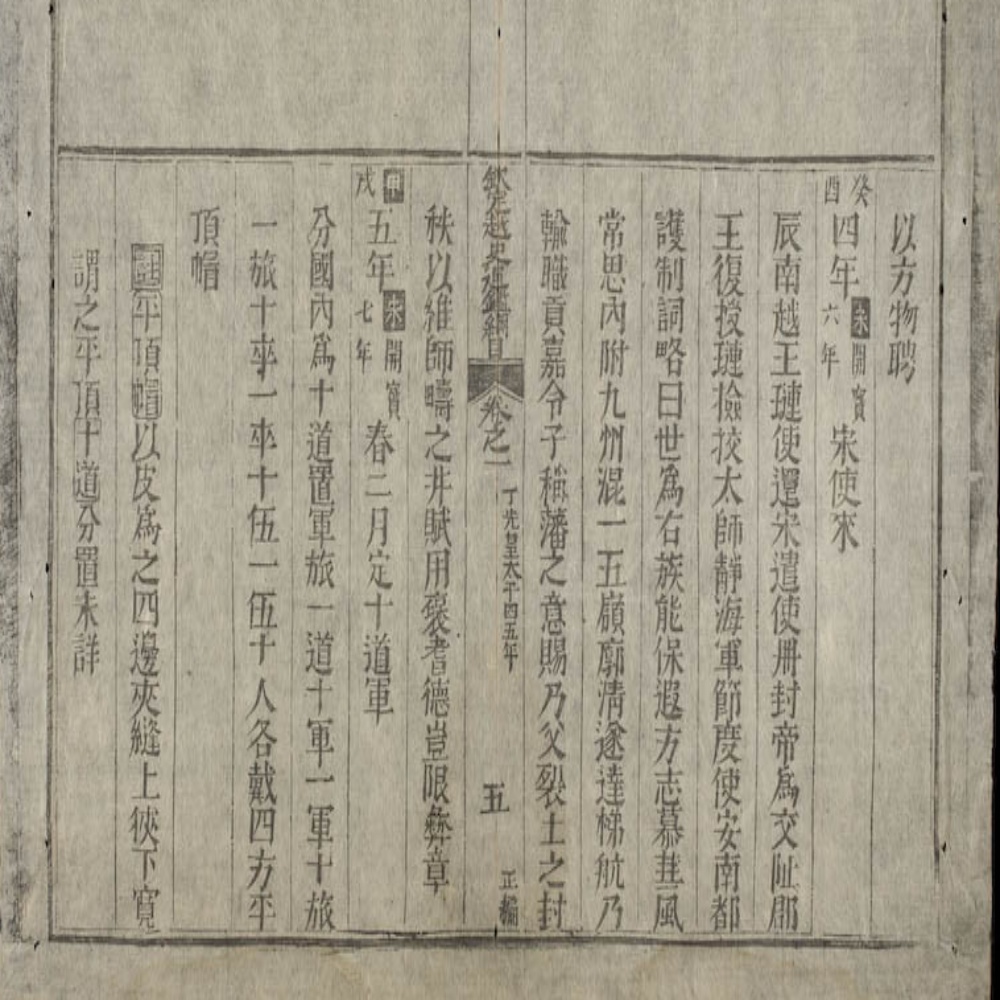 以方物聘
癸酉四年宋開寶六年宋使來
辰南越王璉使還宋遣使册封帝爲交趾郡
王復授璉檢挍太師靜海軍節度使安南都
護制詞略曰世爲右族能保遐方志慕華風
常思內附九州混一五嶺廓淸遂達梯航乃
輸職貢嘉令子稱藩之意賜乃父裂土之封
欽定越史通鑑綱目 卷之一 丁先皇太平四五年 五 正編
秩以維師疇之井賦用褒耆德豈限彝章
甲戌五年宋開寶七年春二月定十道軍
分國內爲十道置軍旅一道十軍一軍十旅
一旅十卒一卒十伍一伍十人各戴四方平
頂帽
註平頂帽以皮爲之四邊夾縫上狹下寬
謂之平頂十道分置未詳